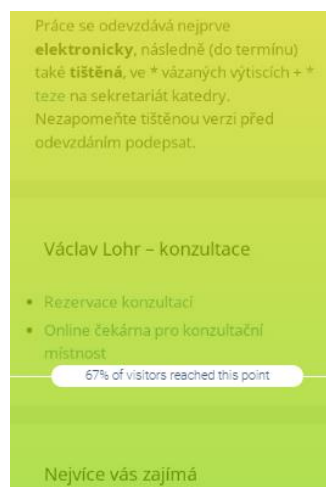 Práce se odevzdává nejprve
elektronicky, následně (do termínu)
také tištěná, ve * vázaných výtiscích + *
teze na sekretariát katedry.
Nezapomeňte tištěnou verzi před
odevzdáním podepsat.
Václav Lohr – konzultace
• Rezervace konzultací
• Online čekárna pro konzultační
místnost
67% of visitors reached this point
Nejvíce vás zajímá